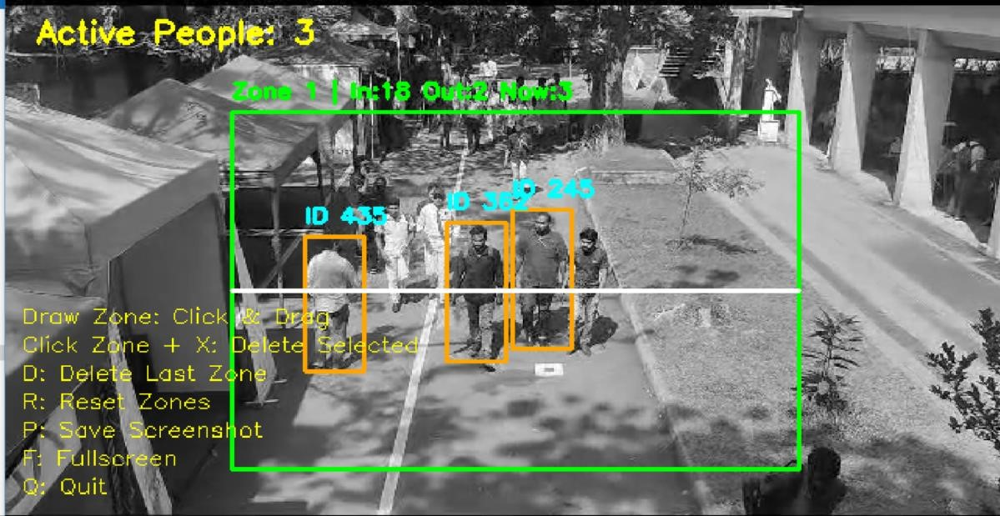 Active People: 3
Zone 1 | In:18 Out:2 Now:3
ID 435
ID 362
ID 245
Draw Zone: Click & Drag
Click Zone + X: Delete Selected
D: Delete Last Zone
R: Reset Zones
P: Save Screenshot
F: Fullscreen
Q: Quit